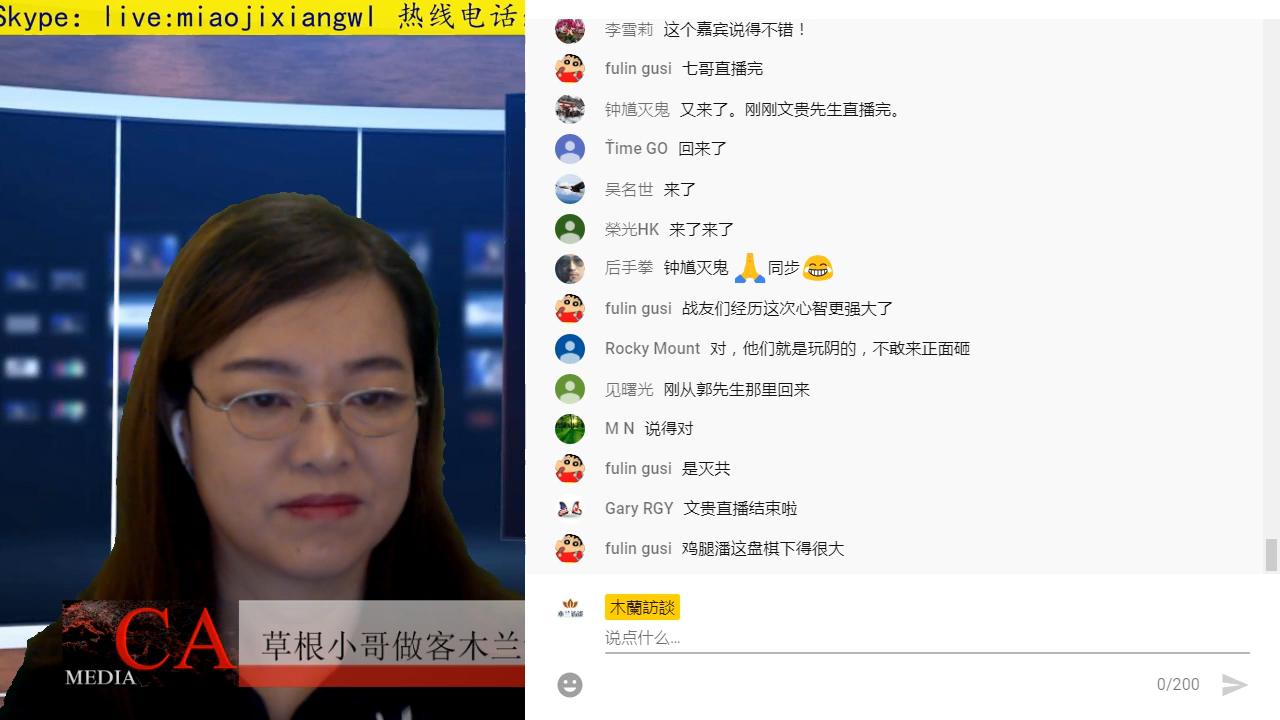 Skype: live:miaojixiangwl 热线电话:
CA
MEDIA
草根小哥做客木兰
李雪莉 这个嘉宾说得不错！
fulin gusi 七哥直播完
钟馗灭鬼 又来了。刚刚文贵先生直播完。
Ťime GO 回来了
吴名世 来了
榮光HK 来了来了
后手拳 钟馗灭鬼🙏同步😂
fulin gusi 战友们经历这次心智更强大了
Rocky Mount 对，他们就是玩阴的，不敢来正面砸
见曙光 刚从郭先生那里回来
M N 说得对
fulin gusi 是灭共
Gary RGY 文贵直播结束啦
fulin gusi 鸡腿潘这盘棋下得很大
木蘭訪談
说点什么...
0/200